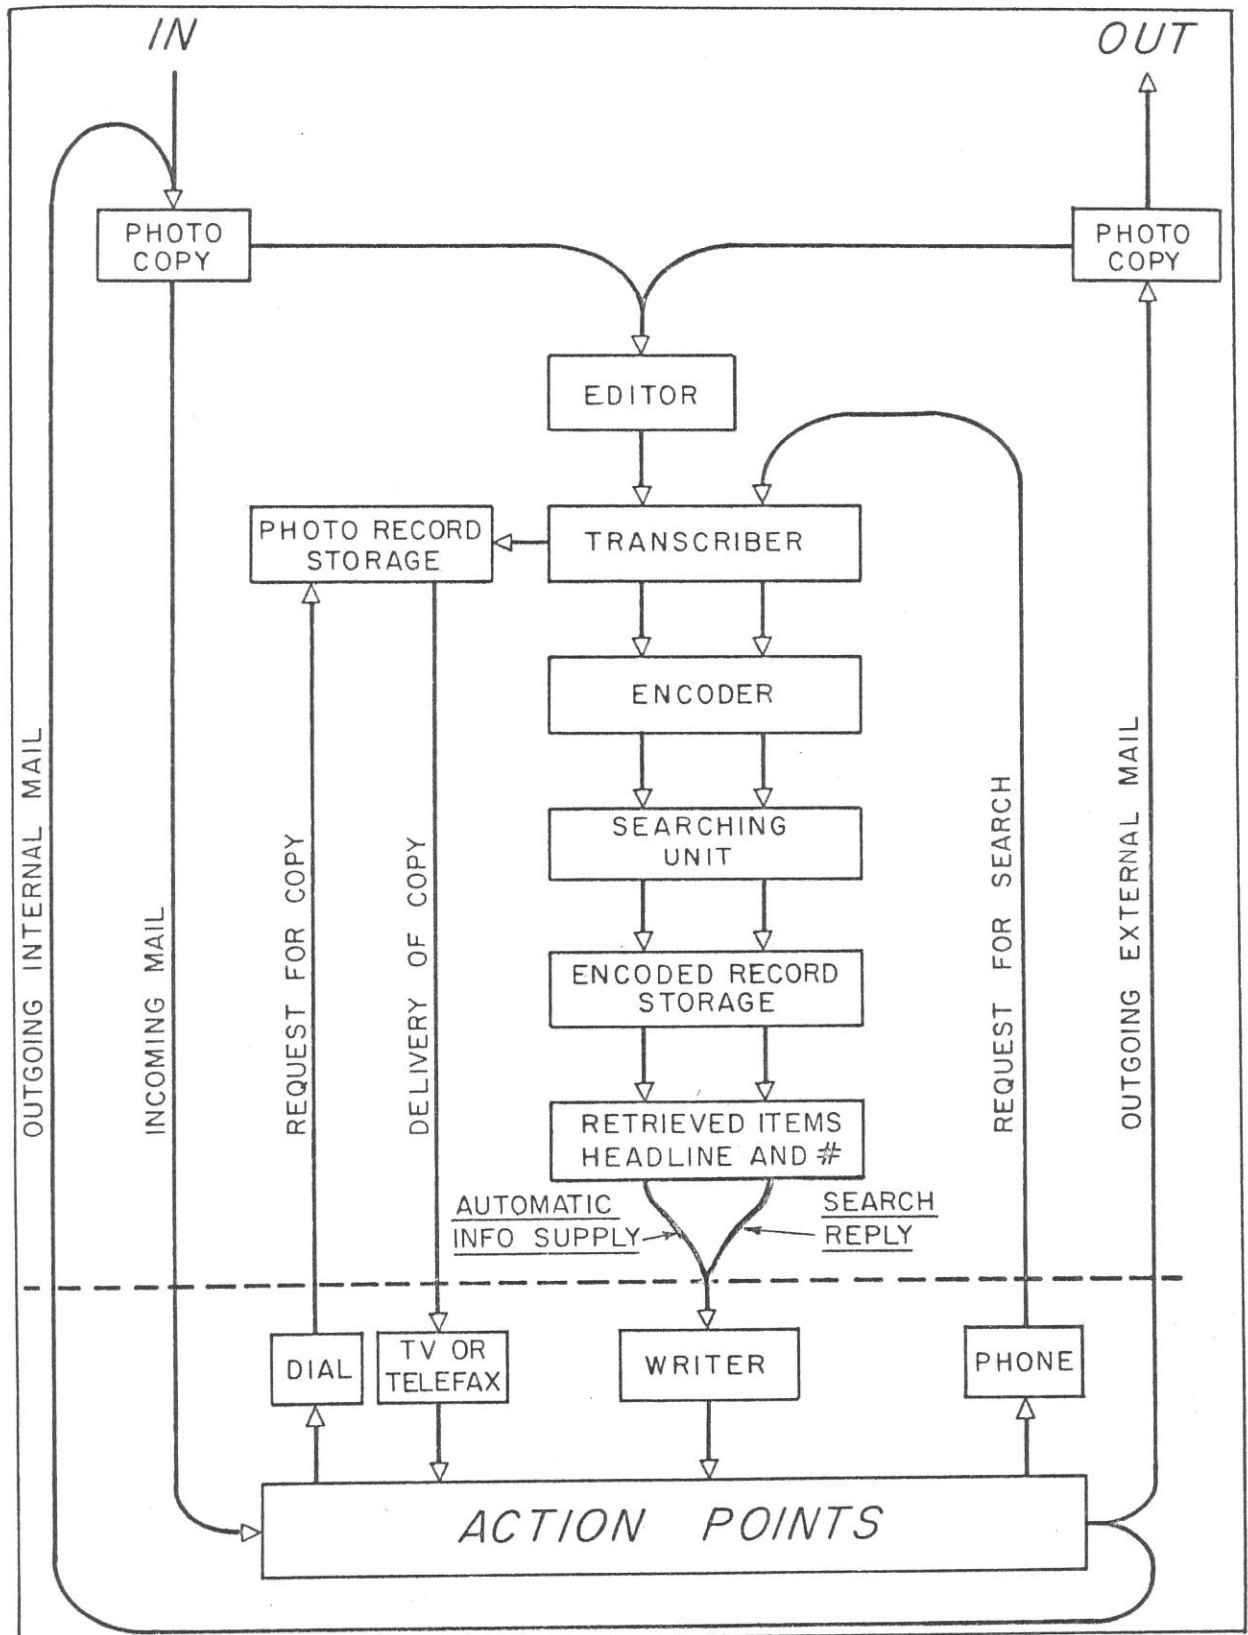 IN
OUT
PHOTO
COPY
PHOTO
COPY
EDITOR
PHOTO RECORD
STORAGE
TRANSCRIBER
ENCODER
SEARCHING
UNIT
ENCODED RECORD
STORAGE
RETRIEVED ITEMS
HEADLINE AND #
AUTOMATIC
INFO SUPPLY
SEARCH
REPLY
OUTGOING INTERNAL MAIL
INCOMING MAIL
REQUEST FOR COPY
DELIVERY OF COPY
REQUEST FOR SEARCH
OUTGOING EXTERNAL MAIL
DIAL
TV OR
TELEFAX
WRITER
PHONE
ACTION POINTS